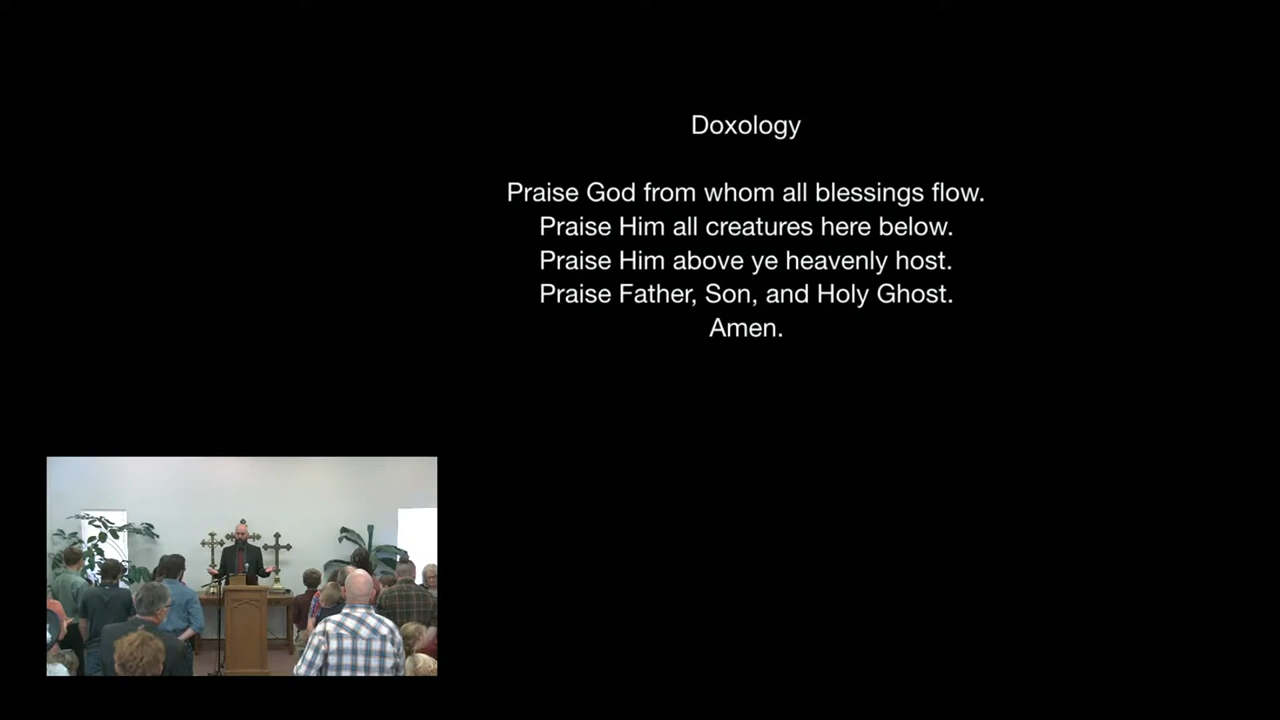 Doxology
Praise God from whom all blessings flow.
Praise Him all creatures here below.
Praise Him above ye heavenly host.
Praise Father, Son, and Holy Ghost.
Amen.